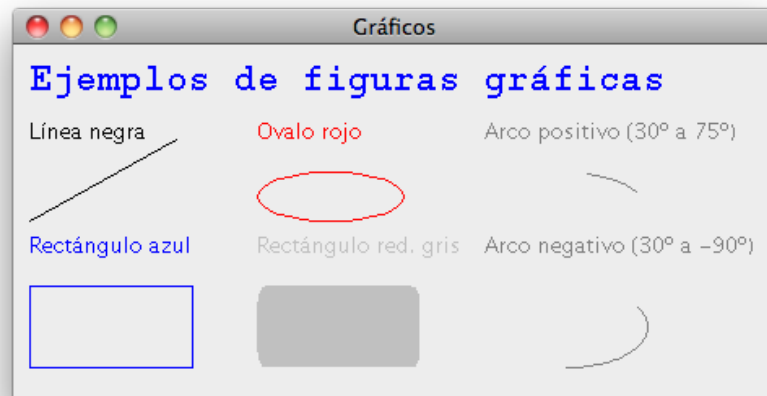 Gráficos
Ejemplos de figuras gráficas
Línea negra
Ovalo rojo
Arco positivo (30º a 75º)
Rectángulo azul
Rectángulo red. gris
Arco negativo (30º a −90º)